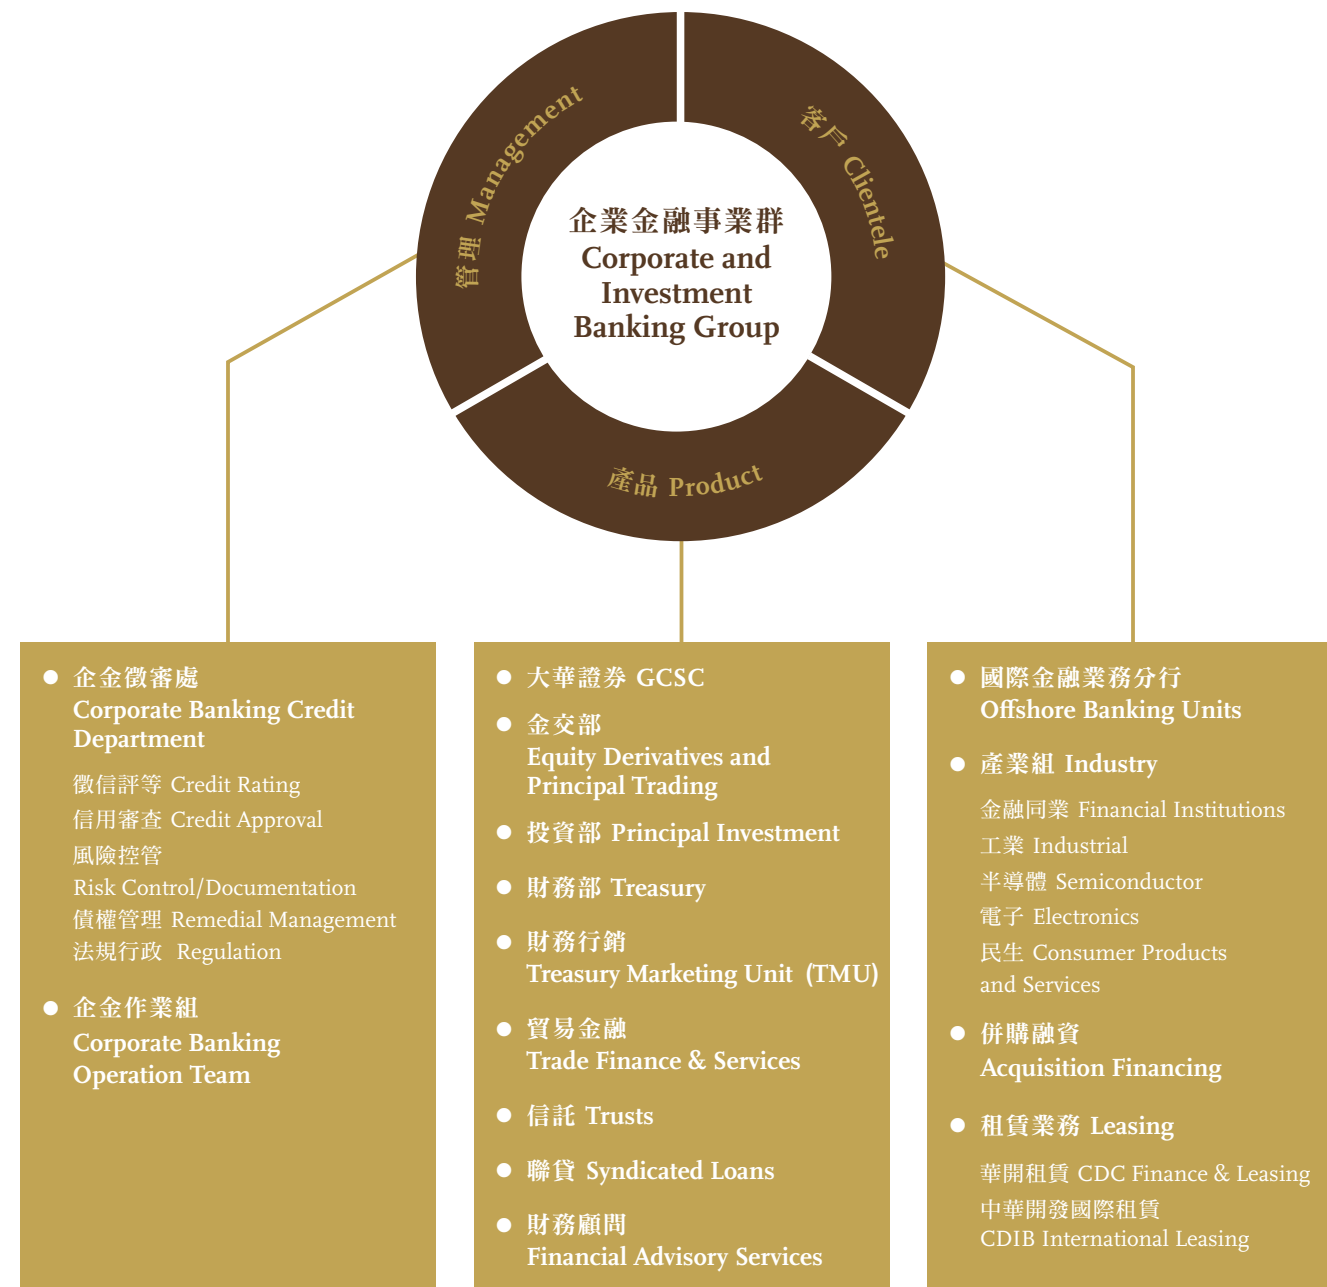 管理 Management
客戶 Clientele
企業金融事業群
Corporate and
Investment
Banking Group
產品 Product
企金徵審處
Corporate Banking Credit
Department
徵信評等 Credit Rating
信用審查 Credit Approval
風險控管
Risk Control/Documentation
債權管理 Remedial Management
法規行政 Regulation
企金作業組
Corporate Banking
Operation Team
大華證券 GCSC
金交部
Equity Derivatives and
Principal Trading
投資部 Principal Investment
財務部 Treasury
財務行銷
Treasury Marketing Unit (TMU)
貿易金融
Trade Finance & Services
信託 Trusts
聯貸 Syndicated Loans
財務顧問
Financial Advisory Services
國際金融業務分行
Offshore Banking Units
產業組 Industry
金融同業 Financial Institutions
工業 Industrial
半導體 Semiconductor
電子 Electronics
民生 Consumer Products
and Services
併購融資
Acquisition Financing
租賃業務 Leasing
華開租賃 CDC Finance & Leasing
中華開發國際租賃
CDIB International Leasing